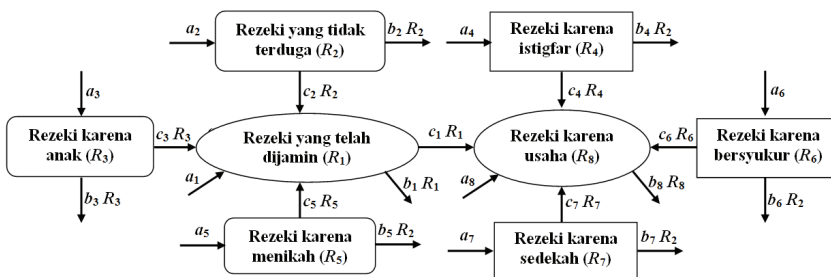 a2
Rezeki yang tidak
terduga (R2)
b2 R2
a4
Rezeki karena
istigfar (R4)
b4 R2
a3
c2 R2
c4 R4
a6
Rezeki karena
anak (R3)
c3 R3
Rezeki yang telah
dijamin (R1)
c1 R1
Rezeki karena
usaha (R8)
c6 R6
Rezeki karena
bersyukur (R6)
b3 R3
a1
b1 R1
c5 R5
a8
b8 R8
c7 R7
b6 R2
a5
Rezeki karena
menikah (R5)
b5 R2
a7
Rezeki karena
sedekah (R7)
b7 R2